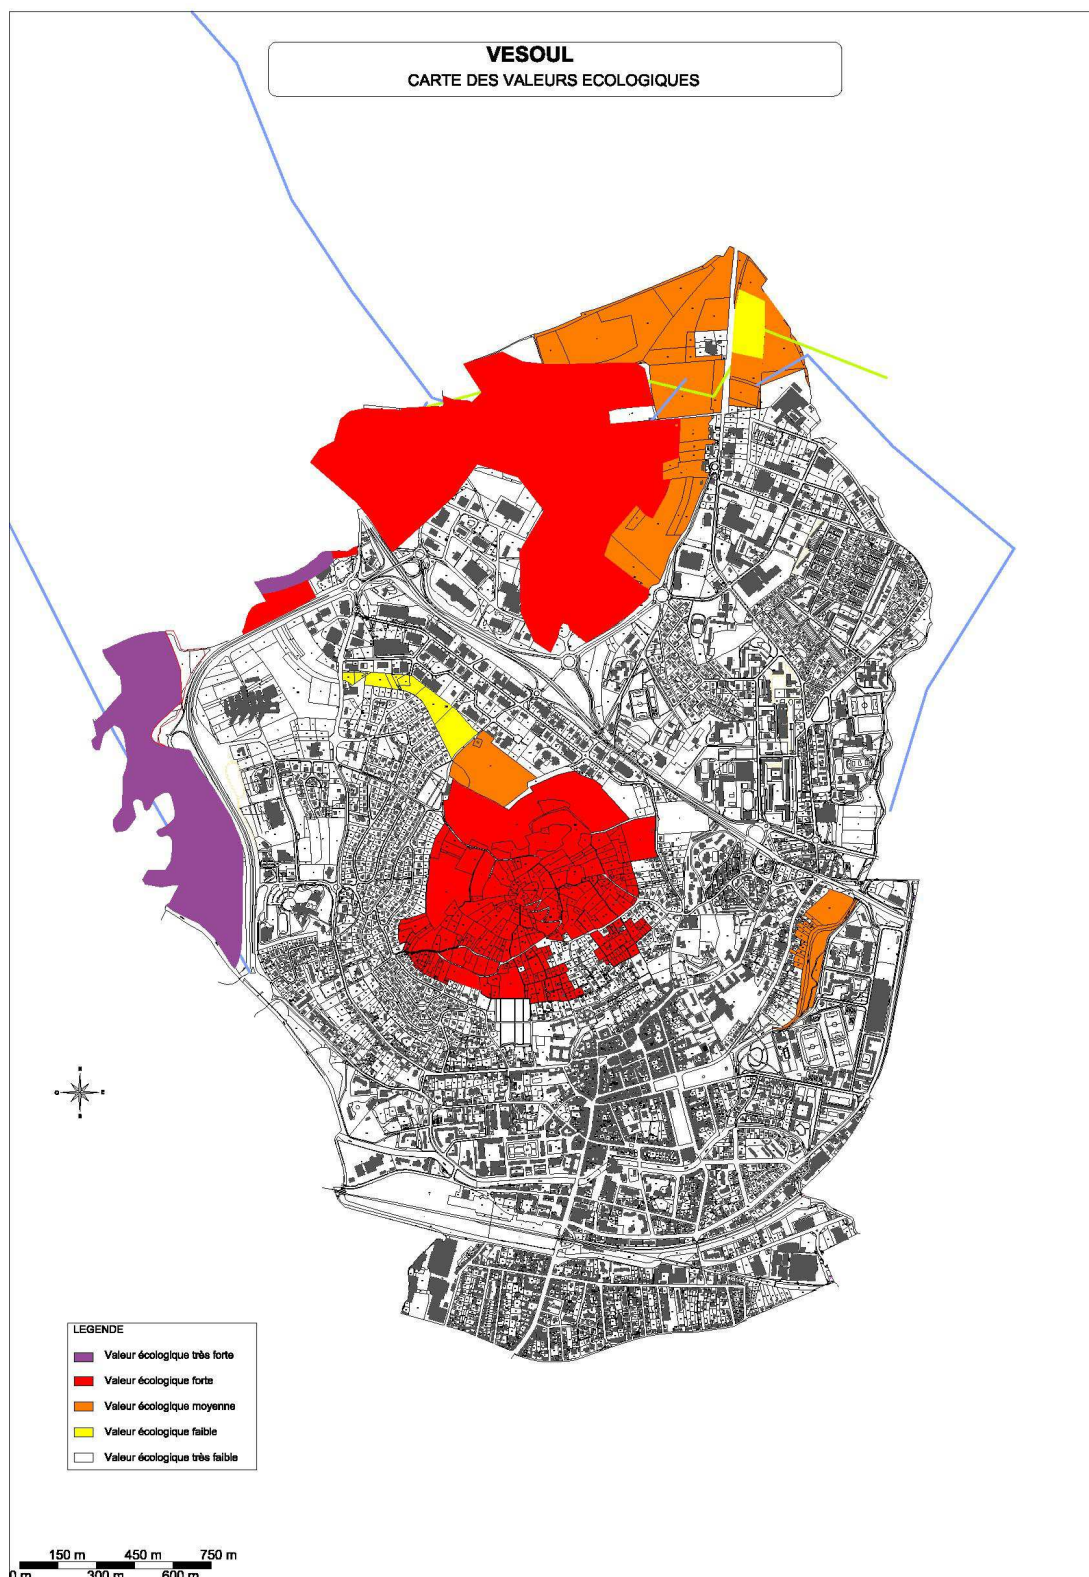 VESOUL
CARTE DES VALEURS ECOLOGIQUES
N
O E
S
LEGENDE
Valeur écologique très forte
Valeur écologique forte
Valeur écologique moyenne
Valeur écologique faible
Valeur écologique très faible
150 m 450 m 750 m
0 m 300 m 600 m